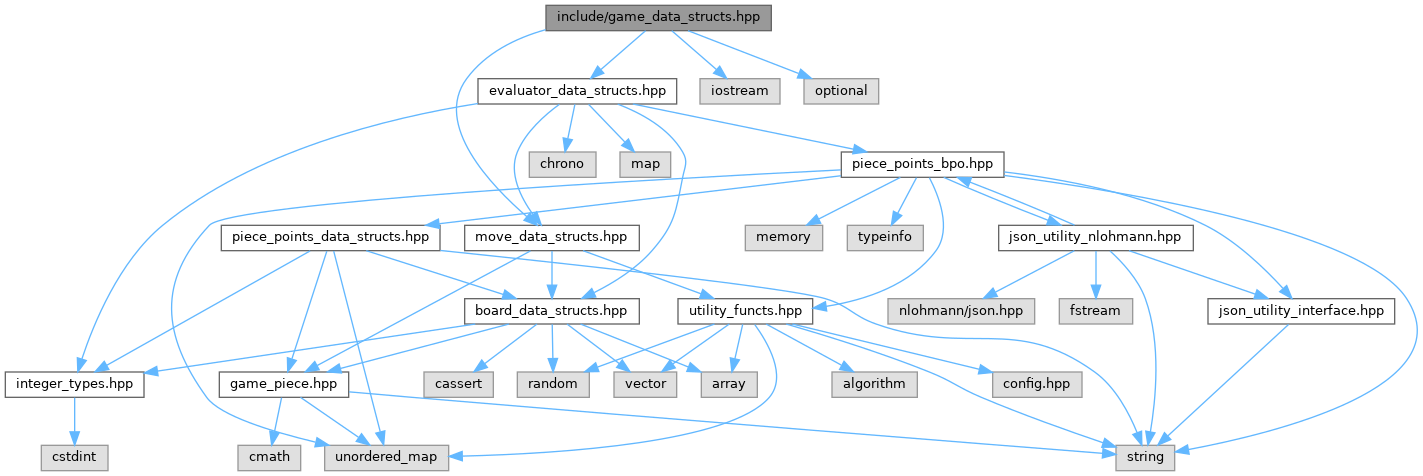 include/game_data_structs.hpp
evaluator_data_structs.hpp
iostream
optional
chrono
map
piece_points_bpo.hpp
piece_points_data_structs.hpp
move_data_structs.hpp
memory
typeinfo
json_utility_nlohmann.hpp
board_data_structs.hpp
utility_functs.hpp
nlohmann/json.hpp
fstream
json_utility_interface.hpp
integer_types.hpp
game_piece.hpp
cassert
random
vector
array
algorithm
config.hpp
cstdint
cmath
unordered_map
string